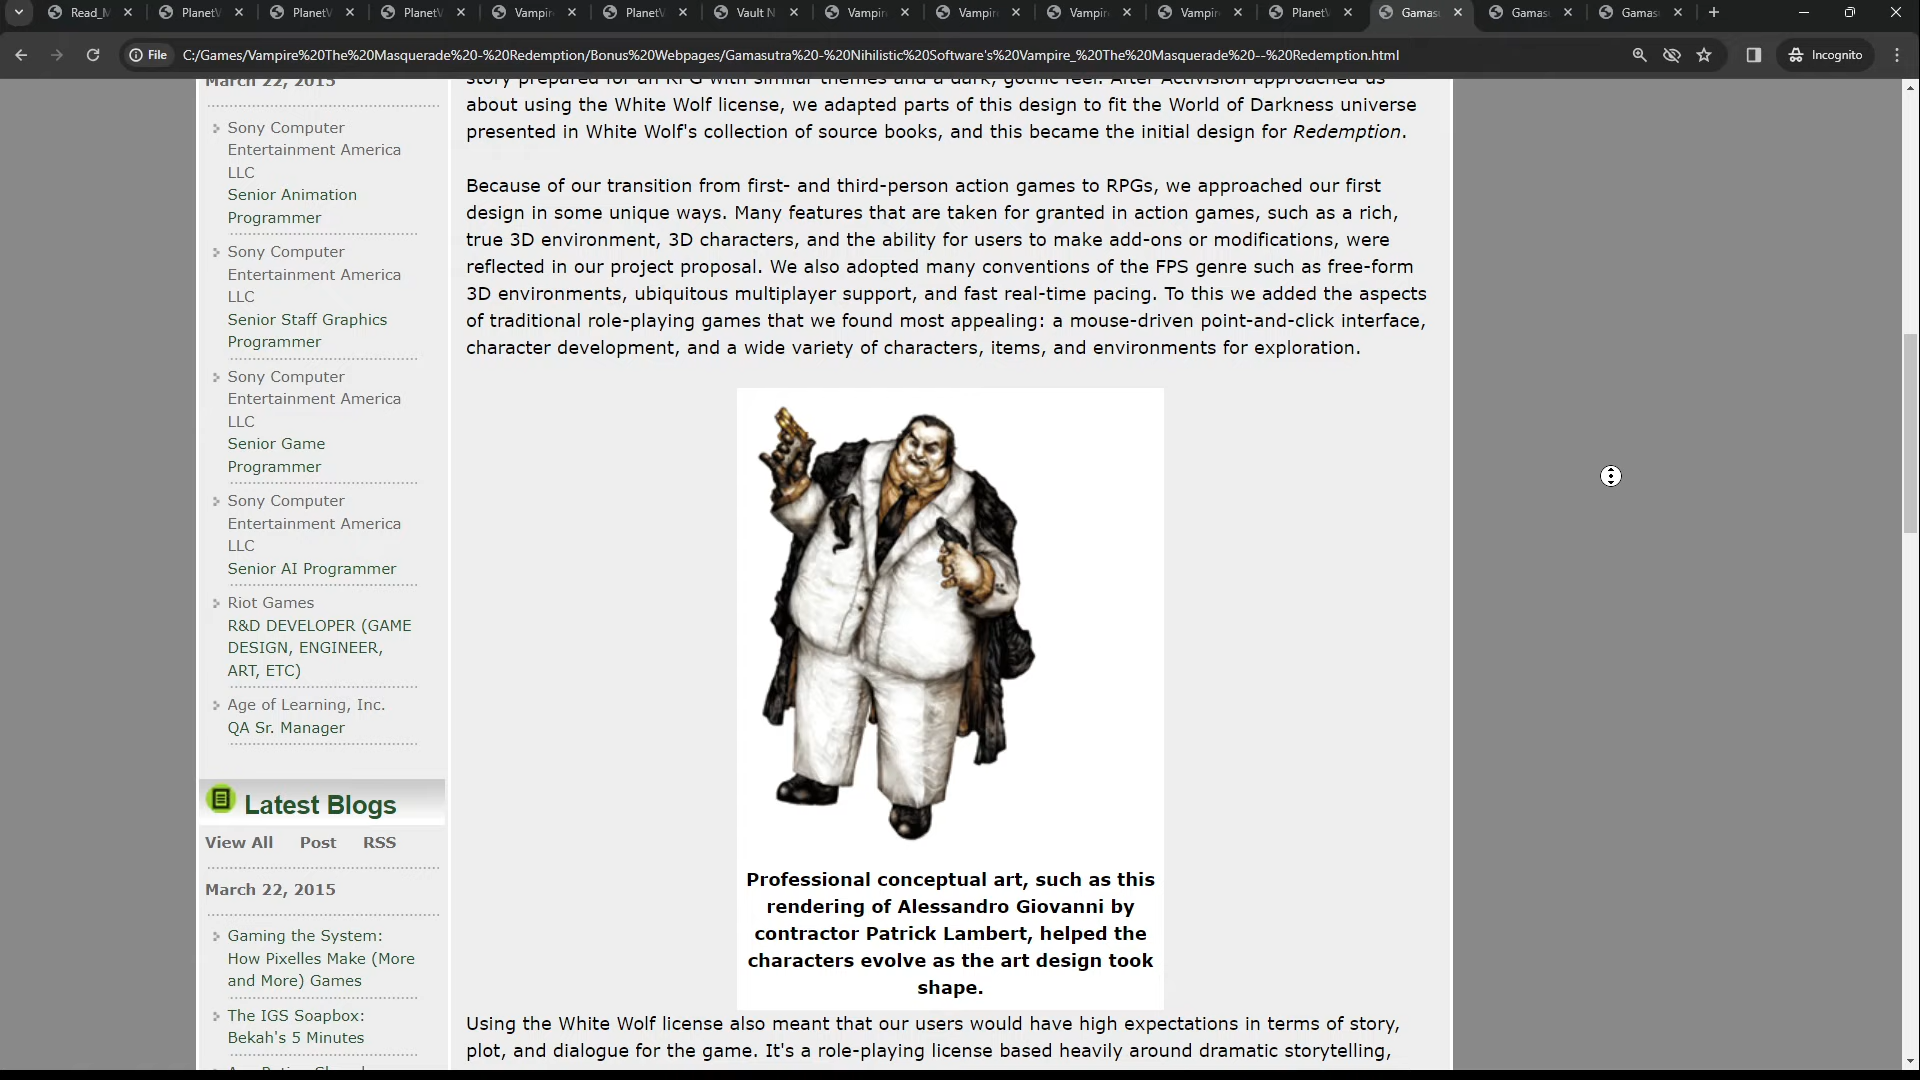 Read_M
PlanetV
PlanetV
PlanetV
Vampir
PlanetV
Vault N
Vampir
Vampir
Vampir
Vampir
PlanetV
Gamasu
Gamas
Gamas
File
C:/Games/Vampire%20The%20Masquerade%20-%20Redemption/Bonus%20Webpages/Gamasutra%20-%20Nihilistic%20Software's%20Vampire_%20The%20Masquerade%20--%20Redemption.html
Incognito
March 22, 2015
Sony Computer
Entertainment America
LLC
Senior Animation
Programmer
Sony Computer
Entertainment America
LLC
Senior Staff Graphics
Programmer
Sony Computer
Entertainment America
LLC
Senior Game
Programmer
Sony Computer
Entertainment America
LLC
Senior AI Programmer
Riot Games
R&D DEVELOPER (GAME
DESIGN, ENGINEER,
ART, ETC)
Age of Learning, Inc.
QA Sr. Manager
Latest Blogs
View All Post RSS
March 22, 2015
Gaming the System:
How Pixelles Make (More
and More) Games
The IGS Soapbox:
Bekah's 5 Minutes
story prepared for an RPG with similar themes and a dark, gothic feel. After Activision approached us
about using the White Wolf license, we adapted parts of this design to fit the World of Darkness universe
presented in White Wolf's collection of source books, and this became the initial design for Redemption.
Because of our transition from first- and third-person action games to RPGs, we approached our first
design in some unique ways. Many features that are taken for granted in action games, such as a rich,
true 3D environment, 3D characters, and the ability for users to make add-ons or modifications, were
reflected in our project proposal. We also adopted many conventions of the FPS genre such as free-form
3D environments, ubiquitous multiplayer support, and fast real-time pacing. To this we added the aspects
of traditional role-playing games that we found most appealing: a mouse-driven point-and-click interface,
character development, and a wide variety of characters, items, and environments for exploration.
Professional conceptual art, such as this
rendering of Alessandro Giovanni by
contractor Patrick Lambert, helped the
characters evolve as the art design took
shape.
Using the White Wolf license also meant that our users would have high expectations in terms of story,
plot, and dialogue for the game. It's a role-playing license based heavily around dramatic storytelling,